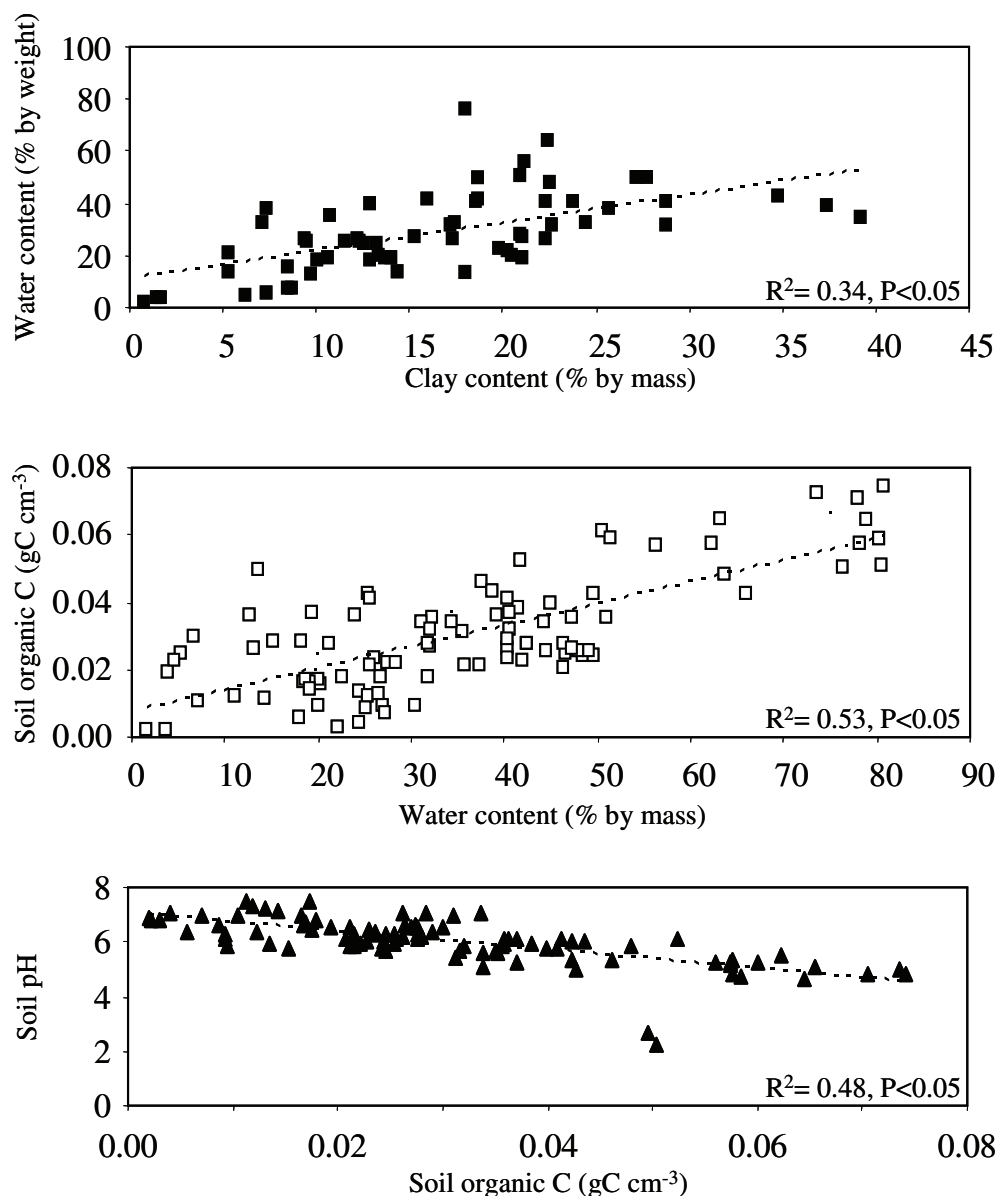 Water content (% by weight)
100
80
60
40
20
0
R²= 0.34, P<0.05
0 5 10 15 20 25 30 35 40 45
Clay content (% by mass)
Soil organic C (gC cm⁻³)
0.08
0.06
0.04
0.02
0.00
R²= 0.53, P<0.05
0 10 20 30 40 50 60 70 80 90
Water content (% by mass)
Soil pH
8
6
4
2
0
R²= 0.48, P<0.05
0.00 0.02 0.04 0.06 0.08
Soil organic C (gC cm⁻³)